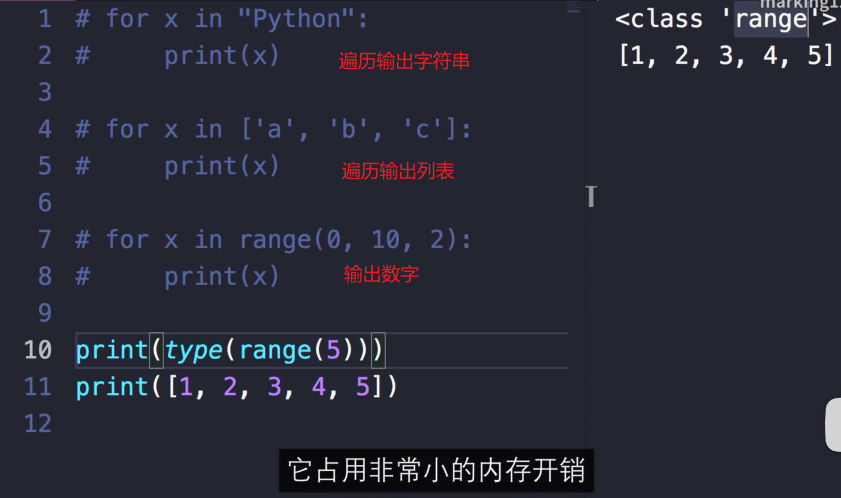 1 # for x in "Python":
2 #     print(x) 遍历输出字符串
3
4 # for x in ['a', 'b', 'c']:
5 #     print(x) 遍历输出列表
6
7 # for x in range(0, 10, 2):
8 #     print(x) 输出数字
9
10 print(type(range(5)))
11 print([1, 2, 3, 4, 5])
12
<class 'range'>
[1, 2, 3, 4, 5]
它占用非常小的内存开销